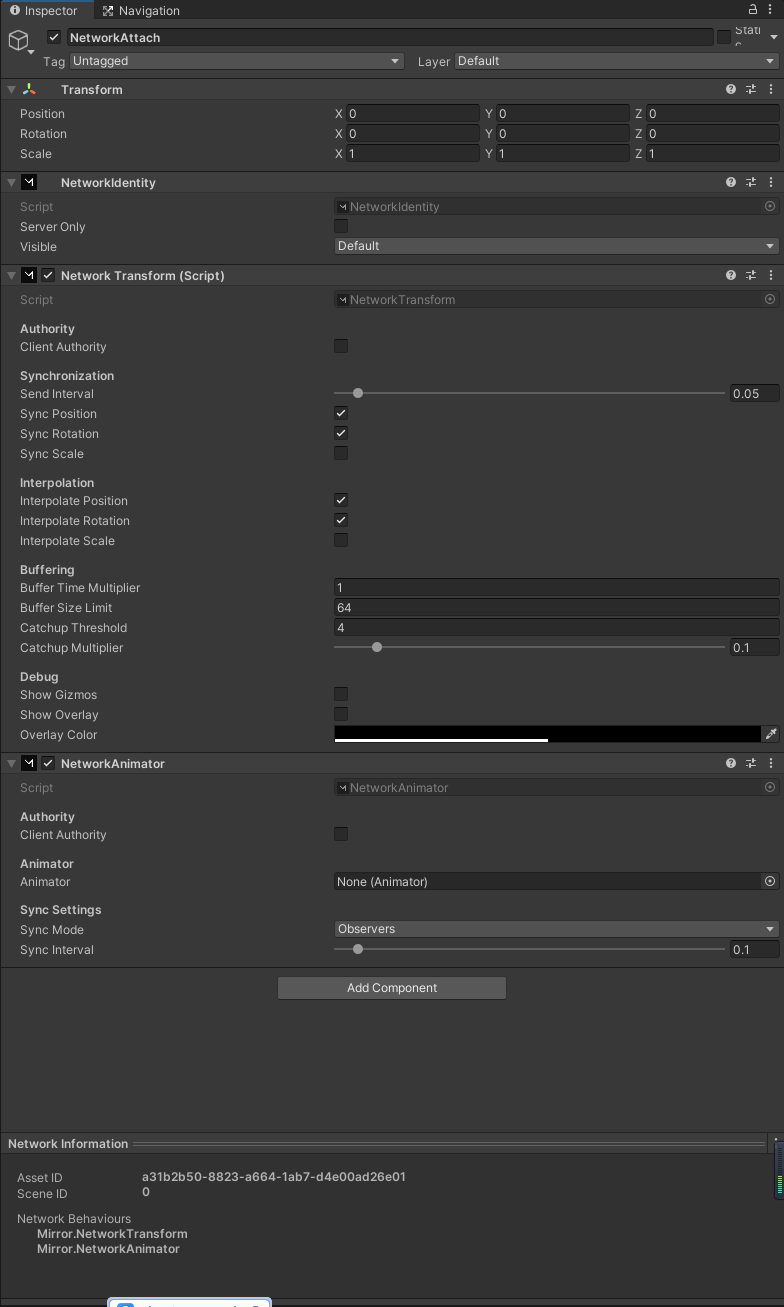 Inspector Navigation
NetworkAttach Stati
c
Tag Untagged Layer Default
Transform
Position X 0 Y 0 Z 0
Rotation X 0 Y 0 Z 0
Scale X 1 Y 1 Z 1
NetworkIdentity
Script NetworkIdentity
Server Only
Visible Default
Network Transform (Script)
Script NetworkTransform
Authority
Client Authority
Synchronization
Send Interval 0.05
Sync Position
Sync Rotation
Sync Scale
Interpolation
Interpolate Position
Interpolate Rotation
Interpolate Scale
Buffering
Buffer Time Multiplier 1
Buffer Size Limit 64
Catchup Threshold 4
Catchup Multiplier 0.1
Debug
Show Gizmos
Show Overlay
Overlay Color
NetworkAnimator
Script NetworkAnimator
Authority
Client Authority
Animator
Animator None (Animator)
Sync Settings
Sync Mode Observers
Sync Interval 0.1
Add Component
Network Information
Asset ID a31b2b50-8823-a664-1ab7-d4e00ad26e01
Scene ID 0
Network Behaviours
Mirror.NetworkTransform
Mirror.NetworkAnimator